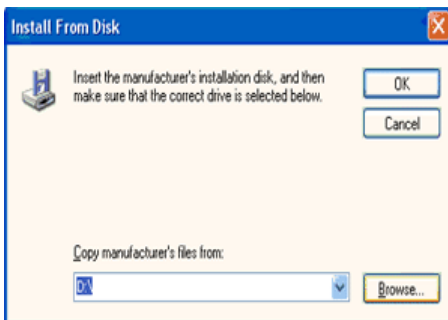 Install From Disk
Insert the manufacturer's installation disk, and then
make sure that the correct drive is selected below.
OK
Cancel
Copy manufacturer's files from:
D:\
Browse...